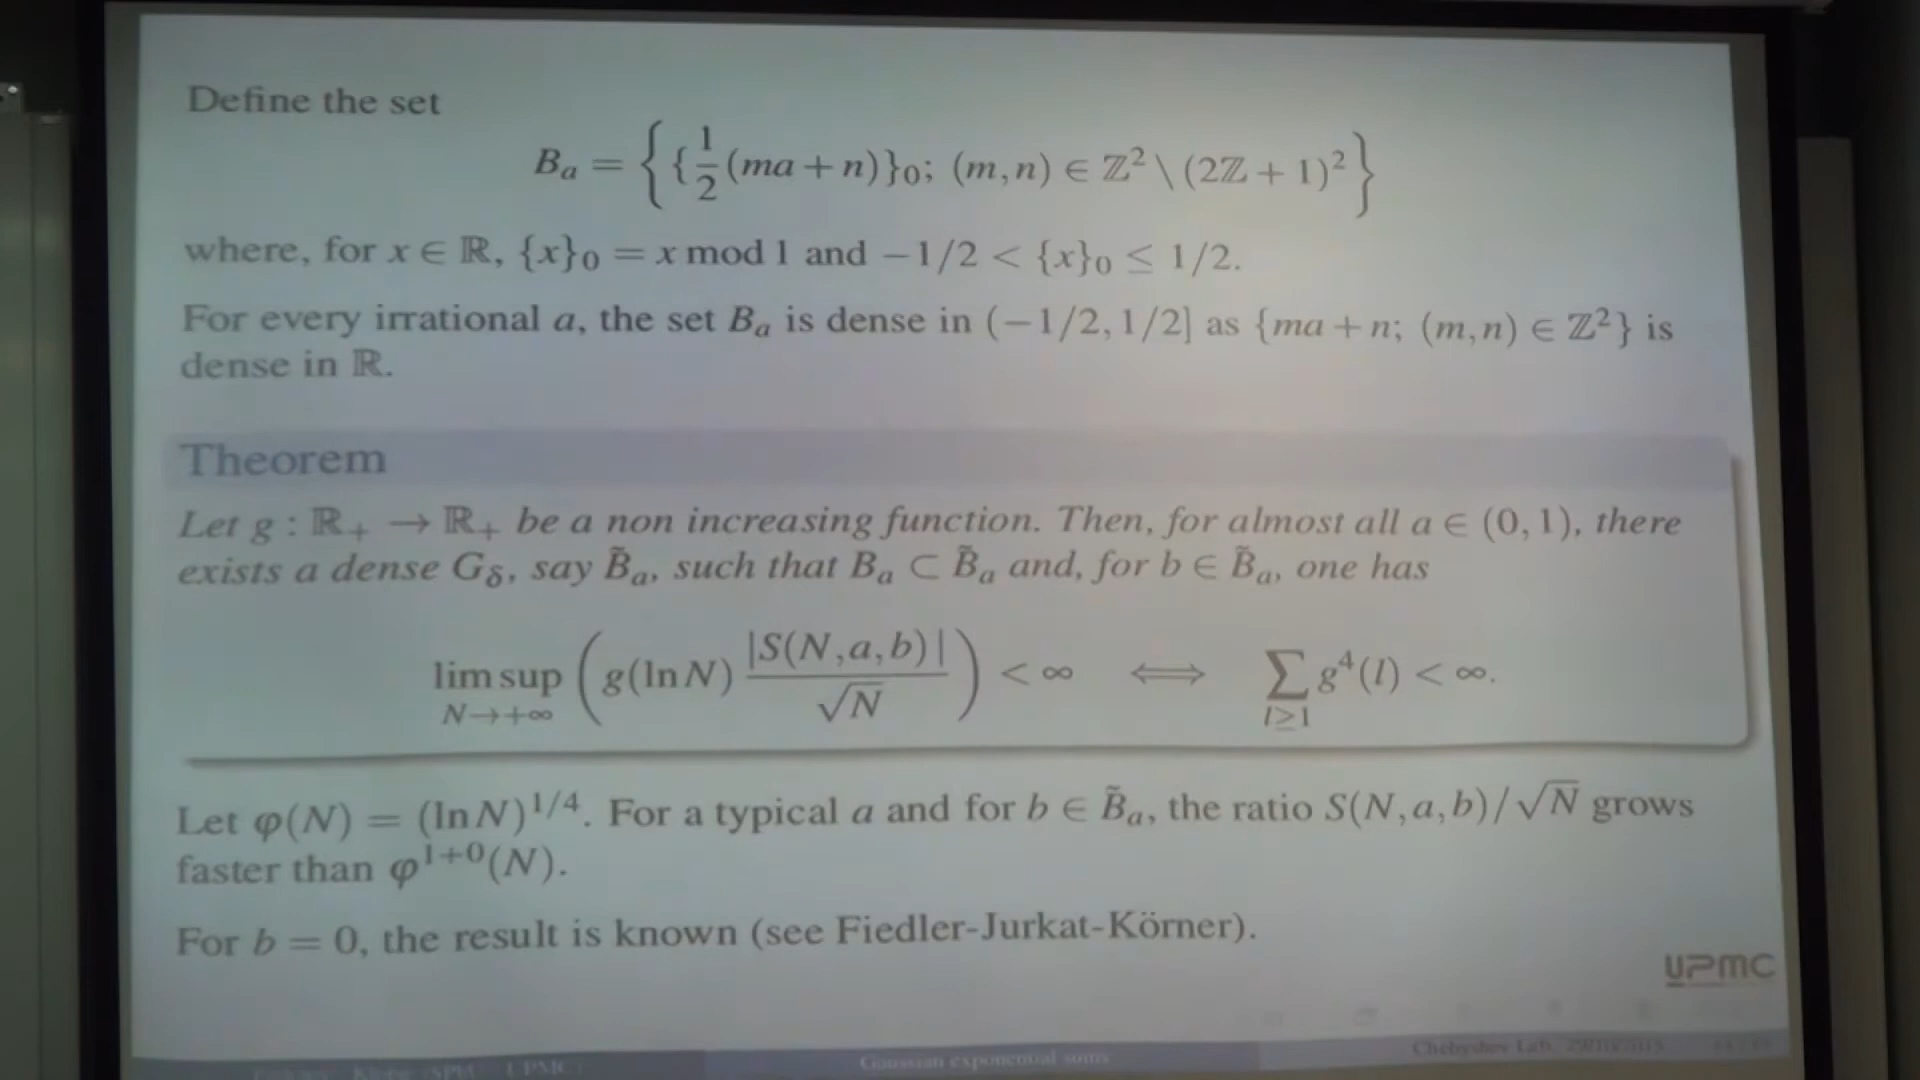 Define the set
B_a = { {1/2(ma+n)}_0; (m,n) ∈ ℤ² \ (2ℤ+1)² }
where, for x ∈ ℝ, {x}_0 = x mod 1 and −1/2 < {x}_0 ≤ 1/2.
For every irrational a, the set B_a is dense in (−1/2,1/2] as {ma+n; (m,n) ∈ ℤ²} is
dense in ℝ.
Theorem
Let g : ℝ₊ → ℝ₊ be a non increasing function. Then, for almost all a ∈ (0,1), there
exists a dense G_δ, say B̃_a, such that B_a ⊂ B̃_a and, for b ∈ B̃_a, one has
lim sup_{N→+∞} ( g(ln N) |S(N,a,b)| / √N ) < ∞ ⟺ ∑_{l≥1} g⁴(l) < ∞.
Let φ(N) = (ln N)^{1/4}. For a typical a and for b ∈ B̃_a, the ratio S(N,a,b)/√N grows
faster than φ^{1+0}(N).
For b = 0, the result is known (see Fiedler-Jurkat-Körner).
UPMC
Gaussian exponential sums
Chebyshev Lab